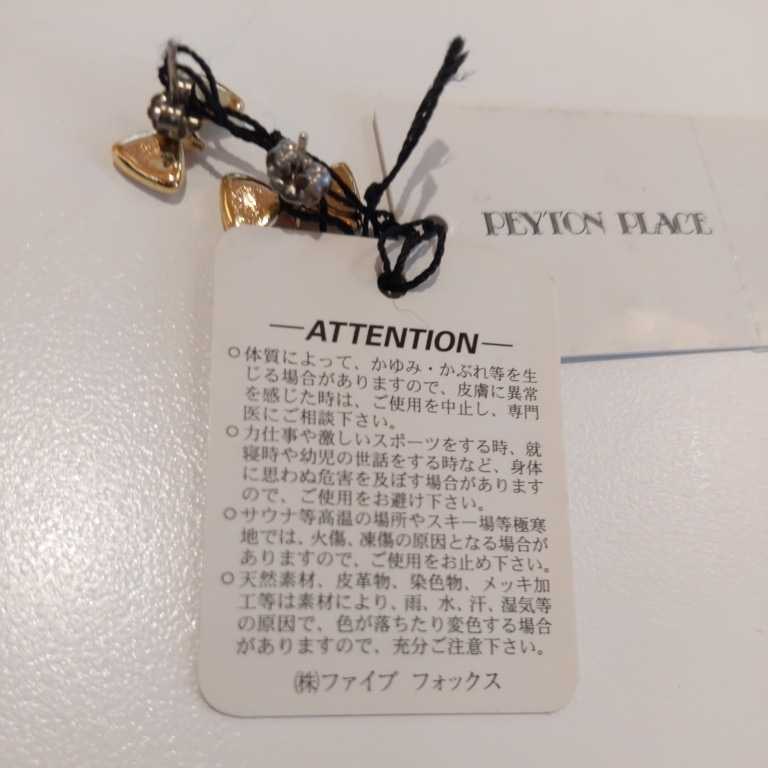 PEYTON PLACE
—ATTENTION—
○体質によって、かゆみ・かぶれ等を生
じる場合がありますので、皮膚に異常
を感じた時は、ご使用を中止し、専門
医にご相談下さい。
○力仕事や激しいスポーツをする時、就
寝時や幼児の世話をする時など、身体
に思わぬ危害を及ぼす場合があります
ので、ご使用をお避け下さい。
○サウナ等高温の場所やスキー場等極寒
地では、火傷、凍傷の原因となる場合が
ありますので、ご使用をお止め下さい。
○天然素材、皮革物、染色物、メッキ加
工等は素材により、雨、水、汗、湿気等
の原因で、色が落ちたり変色する場合
がありますので、充分ご注意下さい。
㈱ファイブ フォックス